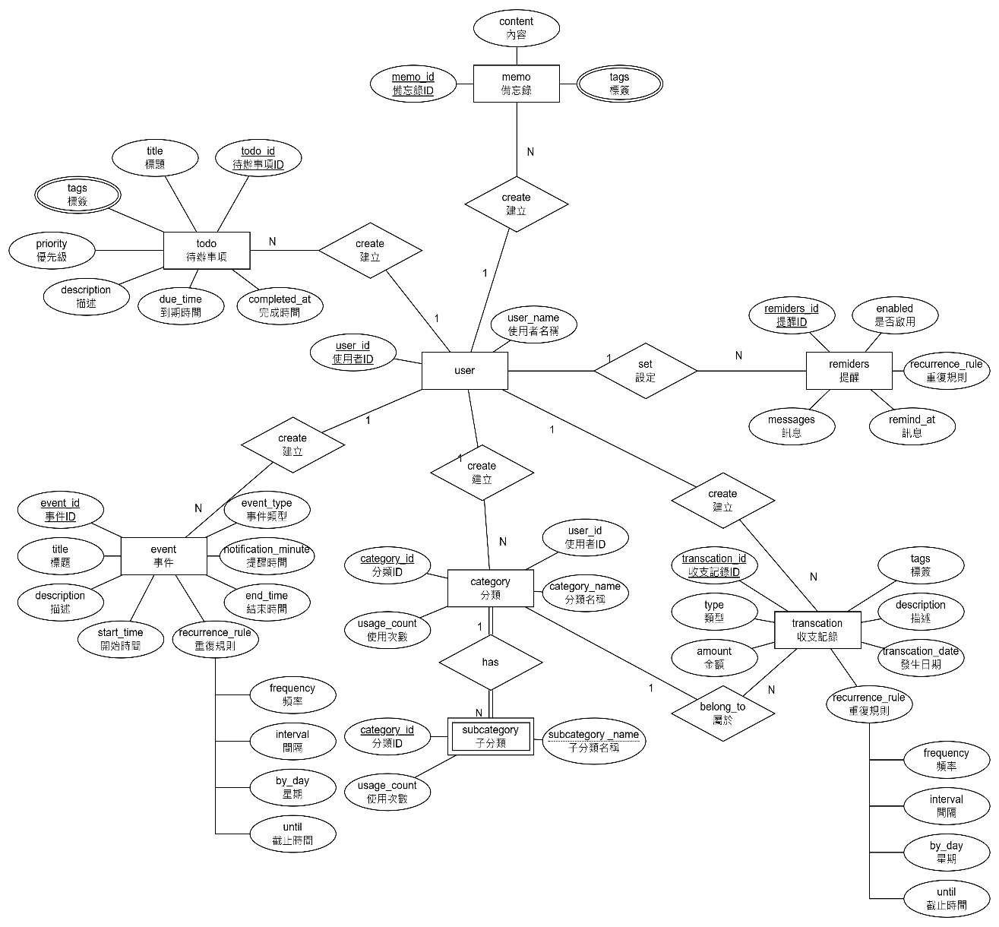 content
內容
memo_id
備忘錄ID
memo
備忘錄
tags
標簽
N
create
建立
1
title
標題
todo_id
待辦事項ID
tags
標簽
priority
優先級
todo
待辦事項
N
create
建立
description
描述
due_time
到期時間
completed_at
完成時間
1
user_name
使用者名稱
user_id
使用者ID
user
1
set
設定
N
remiders_id
提醒ID
enabled
是否啟用
remiders
提醒
recurrence_rule
重復規則
messages
訊息
remind_at
訊息
1
create
建立
N
1
create
建立
N
1
create
建立
N
event_id
事件ID
event_type
事件類型
title
標題
event
事件
notification_minute
提醒時間
description
描述
end_time
結束時間
start_time
開始時間
recurrence_rule
重復規則
frequency
頻率
interval
間隔
by_day
星期
until
截止時間
user_id
使用者ID
category_id
分類ID
category
分類
category_name
分類名稱
usage_count
使用次數
1
has
N
category_id
分類ID
subcategory
子分類
subcategory _name
子分類名稱
usage_count
使用次數
1
belong_to
屬於
N
transcation_id
收支記錄ID
tags
標簽
type
類型
transcation
收支記錄
description
描述
amount
金額
transcation_date
發生日期
recurrence_rule
重復規則
frequency
頻率
interval
間隔
by_day
星期
until
截止時間